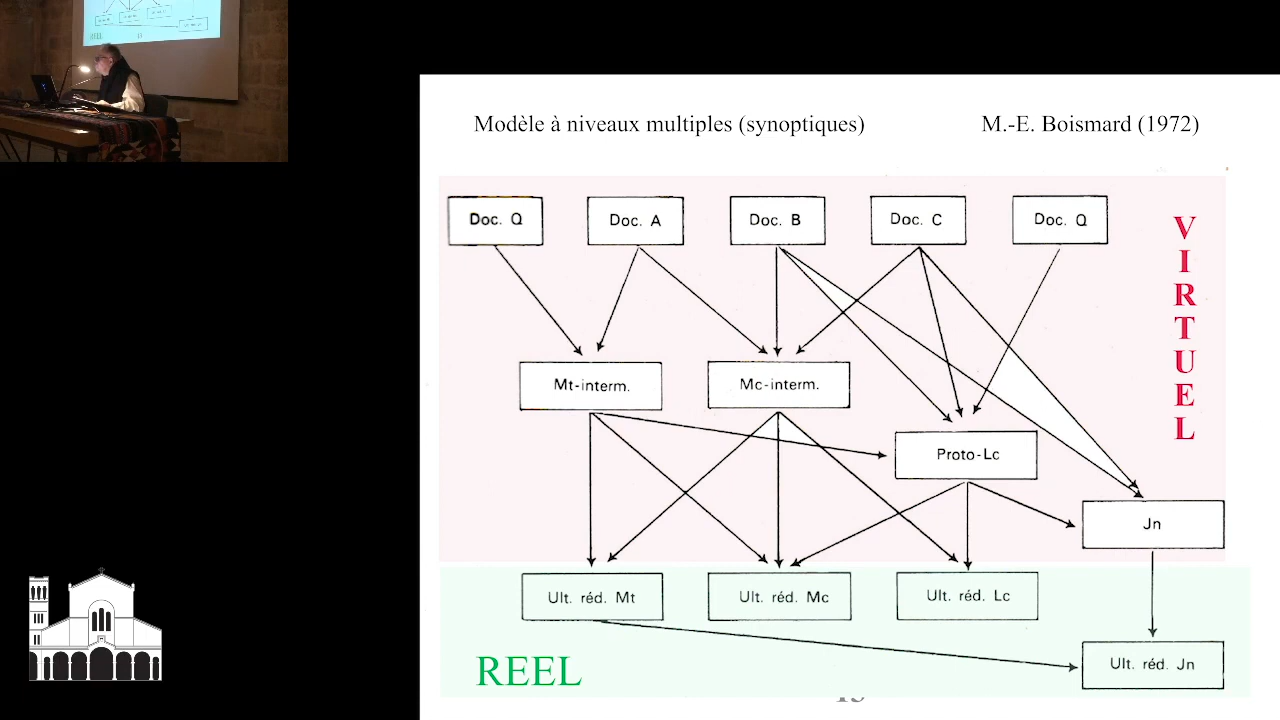 Modèle à niveaux multiples (synoptiques) M.-E. Boismard (1972)
Doc. Q Doc. A Doc. B Doc. C Doc. Q
VIRTUEL
Mt-interm. Mc-interm.
Proto-Lc
Jn
Ult. réd. Mt Ult. réd. Mc Ult. réd. Lc
REEL
Ult. réd. Jn